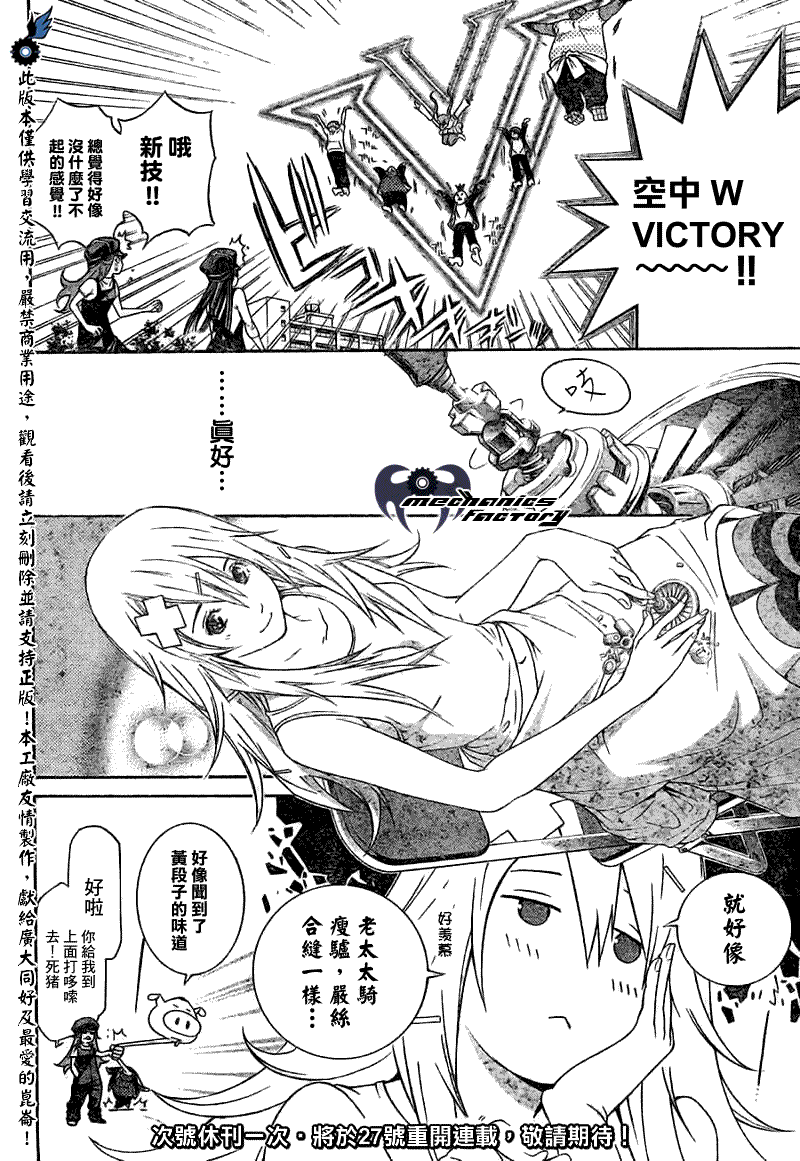 空中 W
VICTORY
～～～～～!!
哦
新技!!
總覺得好像
沒什麼了不
起的感覺!!
吱
……眞好…
……
mechanics
Factory
就好像
好羨慕
老太太騎
瘦驢，嚴絲
合縫一樣…
好像聞到了
黃段子的味道
好啦
你給我到
上面打哆嗦
去！死猪
次號休刊一次・將於27號重開連載，敬請期待！
此版本僅供學習交流用，嚴禁商業用途，觀看後請立刻刪除並請支持正版！本工廠友情製作，獻給廣大同好及最愛的崑崙！